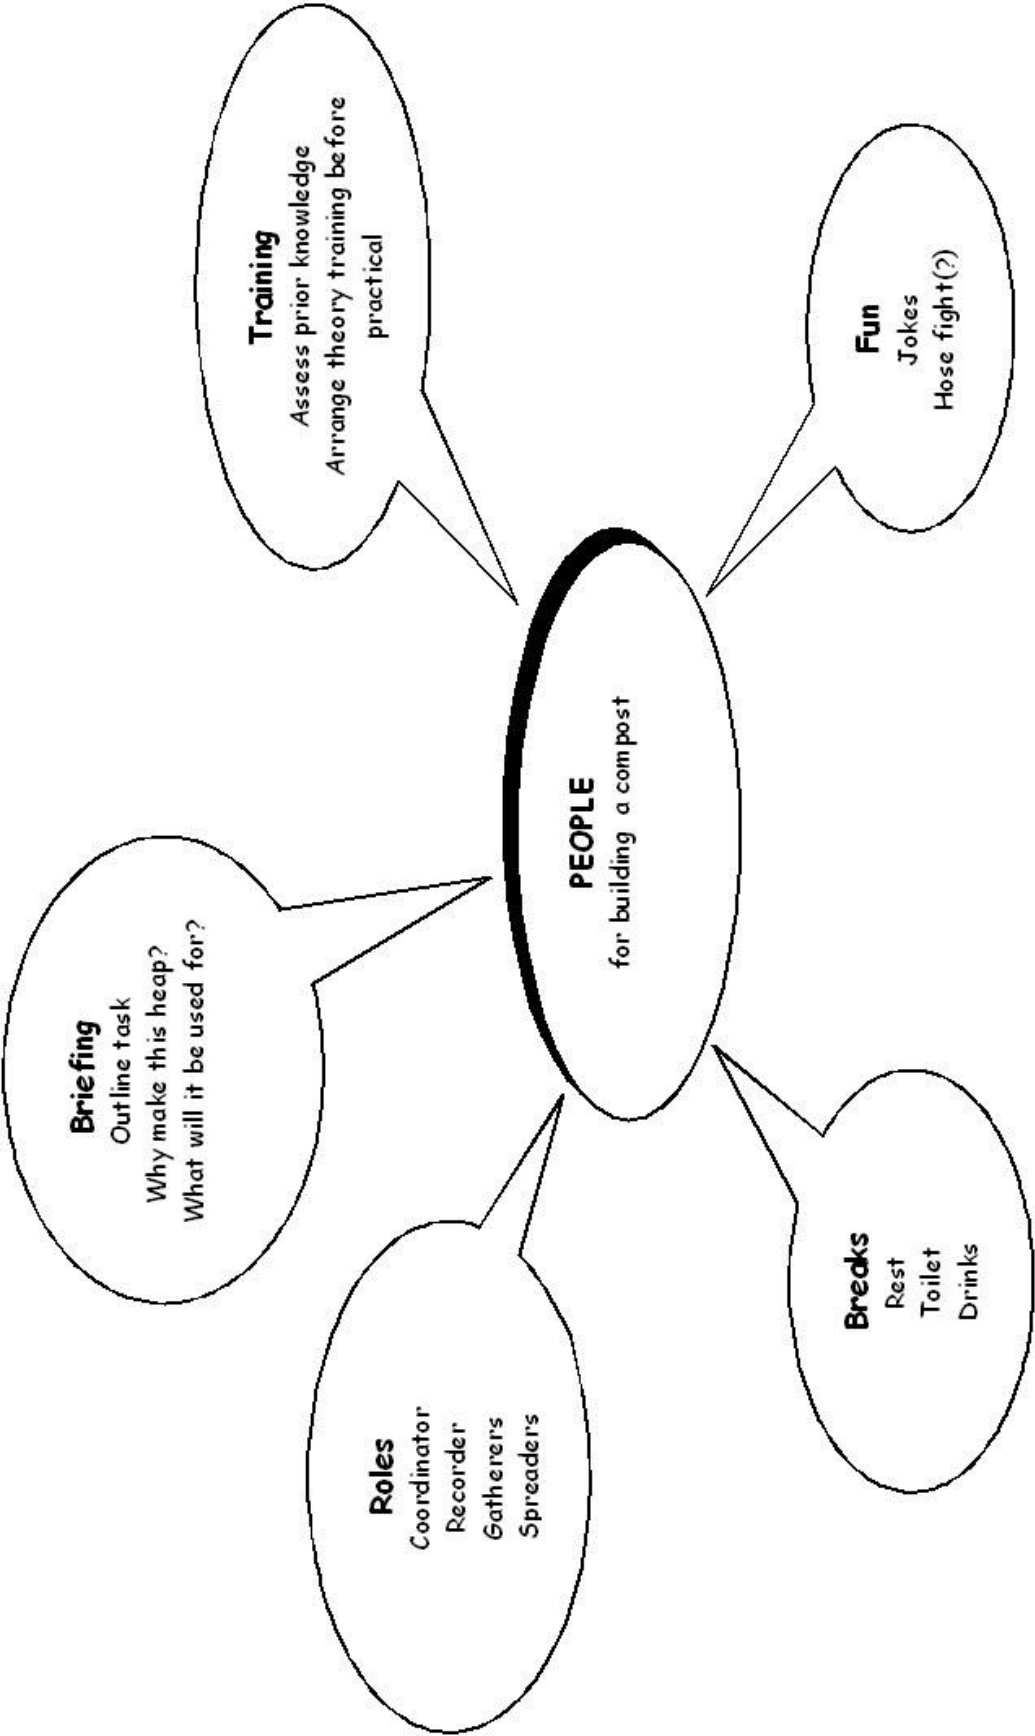 Briefing
Outline task
Why make this heap?
What will it be used for?
Training
Assess prior knowledge
Arrange theory training before
practical
Roles
Coordinator
Recorder
Gatherers
Spreaders
PEOPLE
for building a compost
Breaks
Rest
Toilet
Drinks
Fun
Jokes
Hose fight(?)